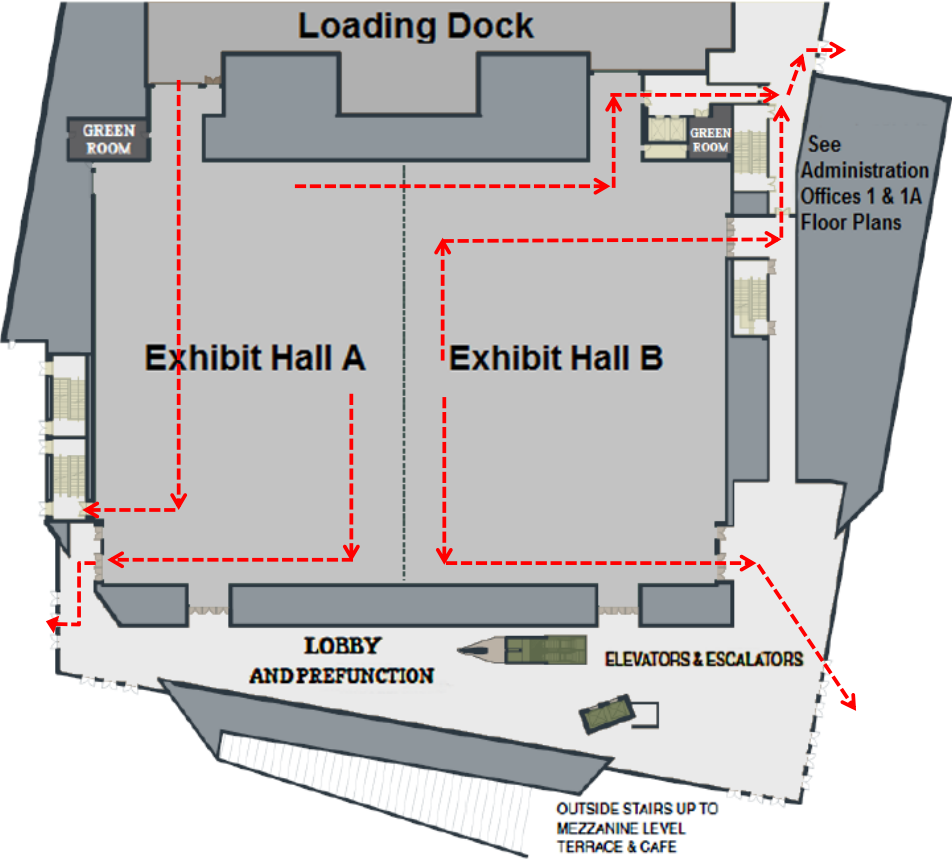 Loading Dock
GREEN
ROOM
GREEN
ROOM
See
Administration
Offices 1 & 1A
Floor Plans
Exhibit Hall A
Exhibit Hall B
LOBBY
AND PREFUNCTION
ELEVATORS & ESCALATORS
OUTSIDE STAIRS UP TO
MEZZANINE LEVEL
TERRACE & CAFE